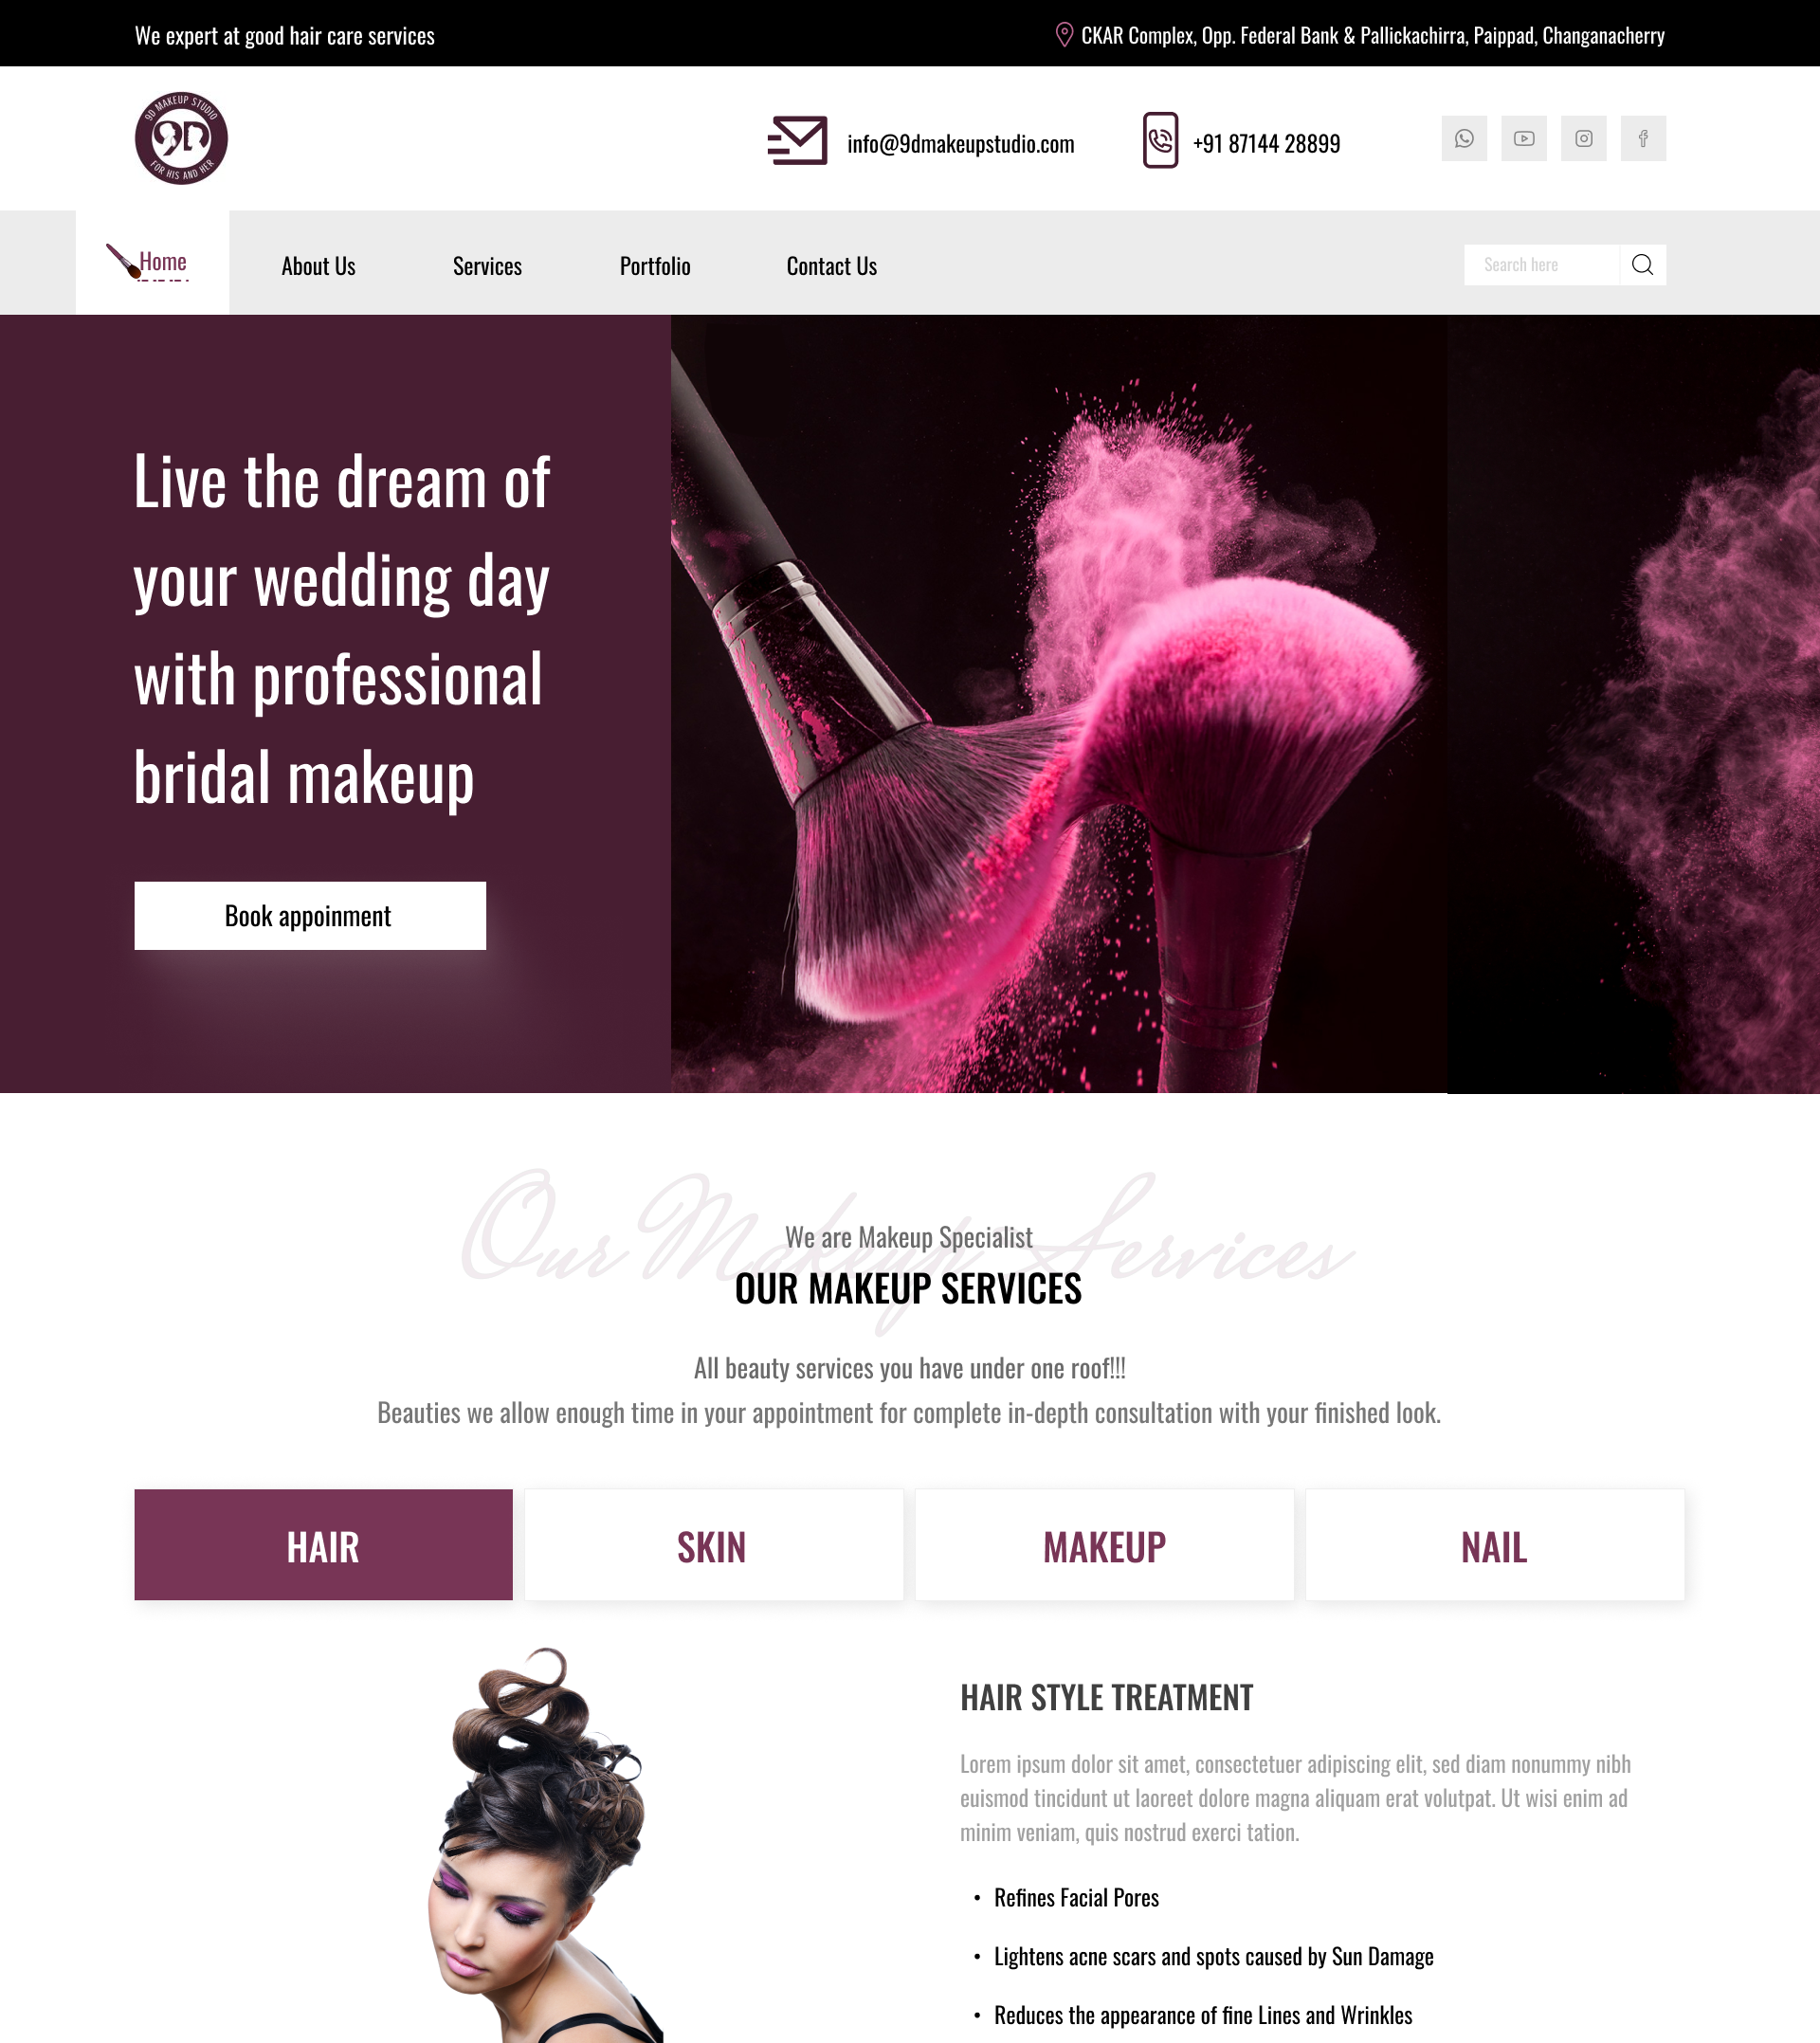 We expert at good hair care services
CKAR Complex, Opp. Federal Bank & Pallickachirra, Paippad, Changanacherry
9D MAKEUP STUDIO
9D
FOR HIS AND HER
info@9dmakeupstudio.com
+91 87144 28899
Home
About Us
Services
Portfolio
Contact Us
Search here
Live the dream of
your wedding day
with professional
bridal makeup
Book appoinment
Our Makeup Services
We are Makeup Specialist
OUR MAKEUP SERVICES
All beauty services you have under one roof!!!
Beauties we allow enough time in your appointment for complete in-depth consultation with your finished look.
HAIR
SKIN
MAKEUP
NAIL
HAIR STYLE TREATMENT
Lorem ipsum dolor sit amet, consectetuer adipiscing elit, sed diam nonummy nibh
euismod tincidunt ut laoreet dolore magna aliquam erat volutpat. Ut wisi enim ad
minim veniam, quis nostrud exerci tation.
• Refines Facial Pores
• Lightens acne scars and spots caused by Sun Damage
• Reduces the appearance of fine Lines and Wrinkles